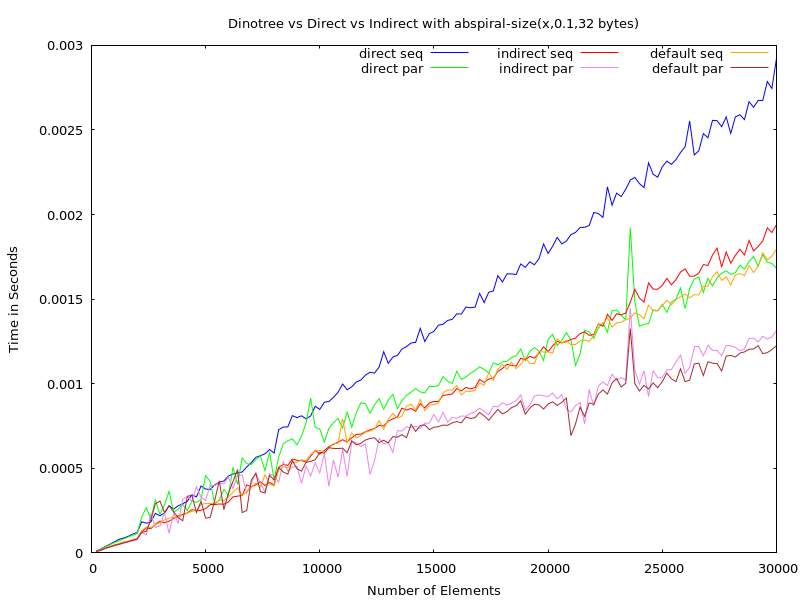 Dinotree vs Direct vs Indirect with abspiral-size(x,0.1,32 bytes)
direct seq indirect seq default seq
direct par indirect par default par
0.003
0.0025
0.002
0.0015
0.001
0.0005
0
0 5000 10000 15000 20000 25000 30000
Time in Seconds
Number of Elements